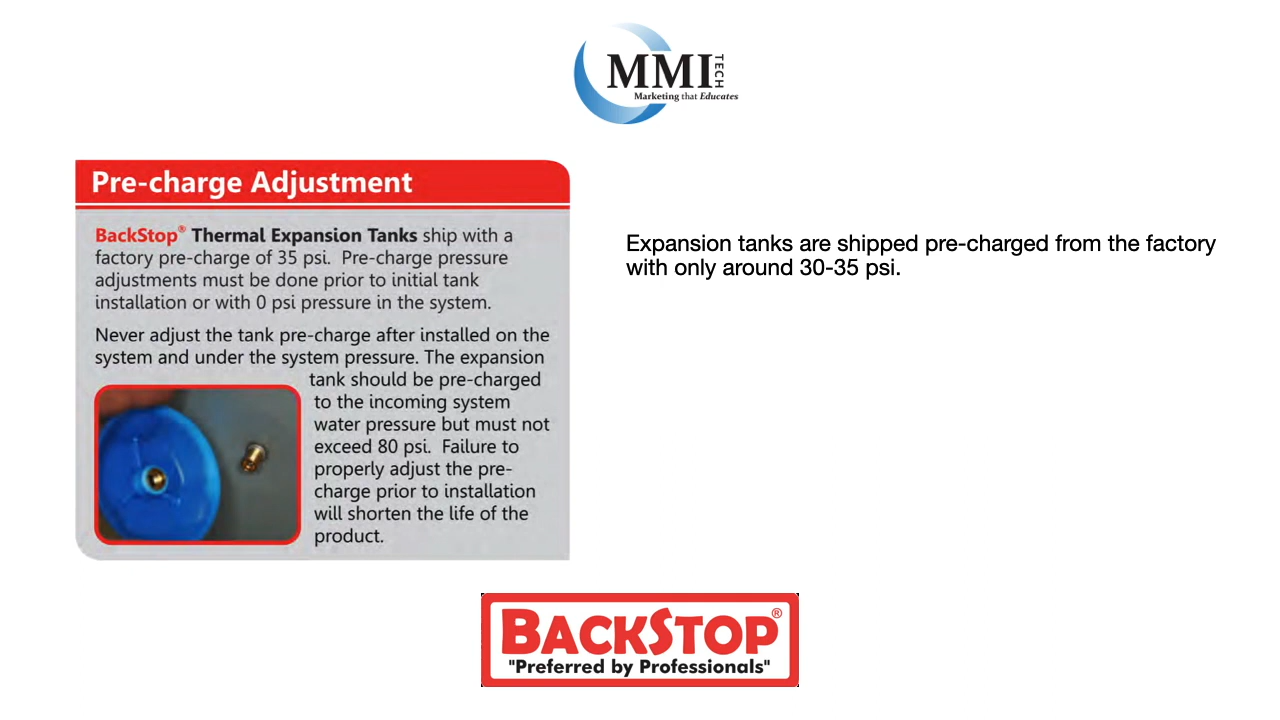 MMI TECH
Marketing that Educates
Pre-charge Adjustment
BackStop® Thermal Expansion Tanks ship with a
factory pre-charge of 35 psi. Pre-charge pressure
adjustments must be done prior to initial tank
installation or with 0 psi pressure in the system.
Never adjust the tank pre-charge after installed on the
system and under the system pressure. The expansion
tank should be pre-charged
to the incoming system
water pressure but must not
exceed 80 psi. Failure to
properly adjust the pre-
charge prior to installation
will shorten the life of the
product.
Expansion tanks are shipped pre-charged from the factory
with only around 30-35 psi.
BACKSTOP®
"Preferred by Professionals"